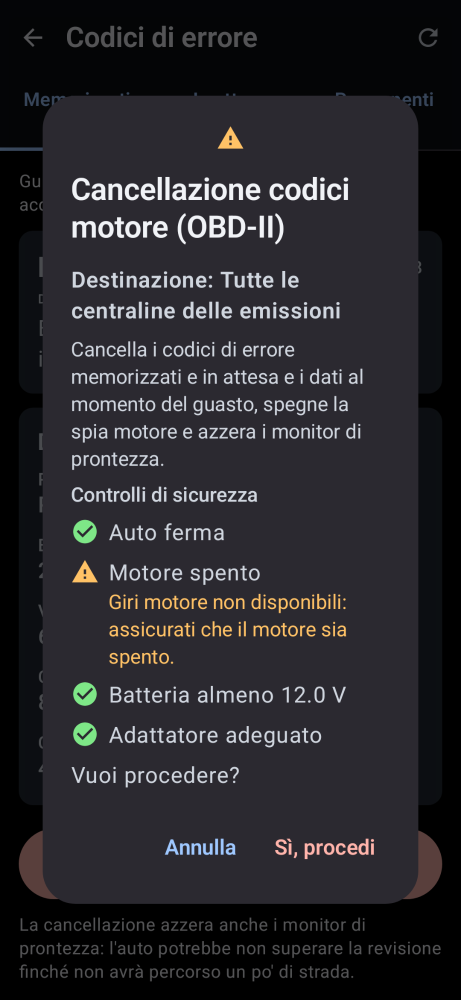 Codici di errore
Cancellazione codici
motore (OBD-II)
Destinazione: Tutte le
centraline delle emissioni
Cancella i codici di errore
memorizzati e in attesa e i dati al
momento del guasto, spegne la
spia motore e azzera i monitor di
prontezza.
Controlli di sicurezza
Auto ferma
Motore spento
Giri motore non disponibili:
assicurati che il motore sia
spento.
Batteria almeno 12.0 V
Adattatore adeguato
Vuoi procedere?
Annulla
Sì, procedi
La cancellazione azzera anche i monitor di
prontezza: l'auto potrebbe non superare la revisione
finché non avrà percorso un po' di strada.